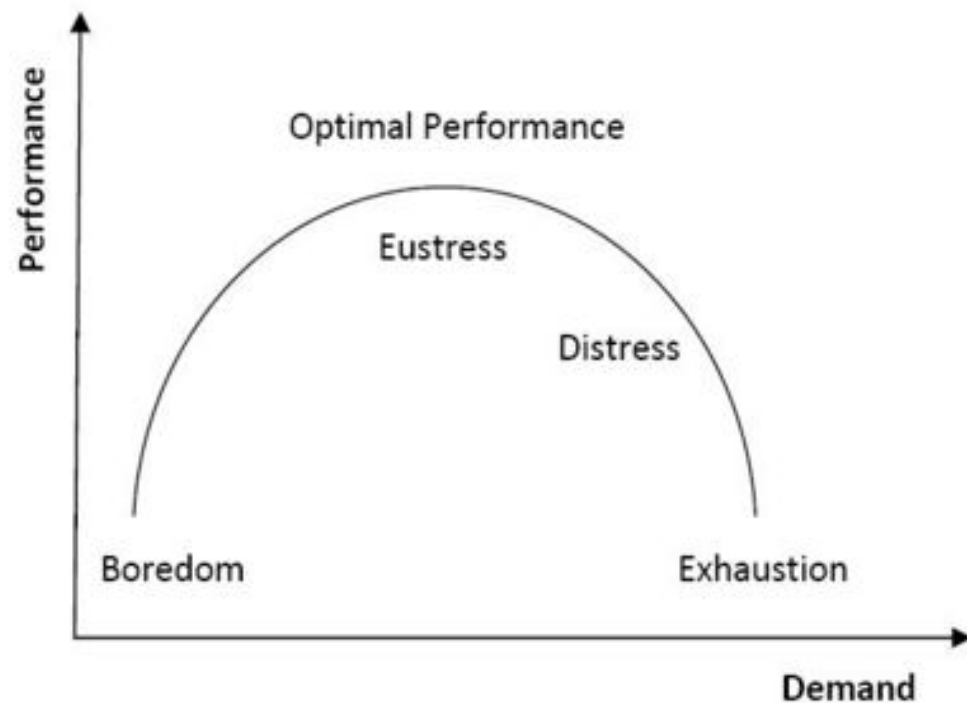 Performance
Optimal Performance
Eustress
Distress
Boredom
Exhaustion
Demand